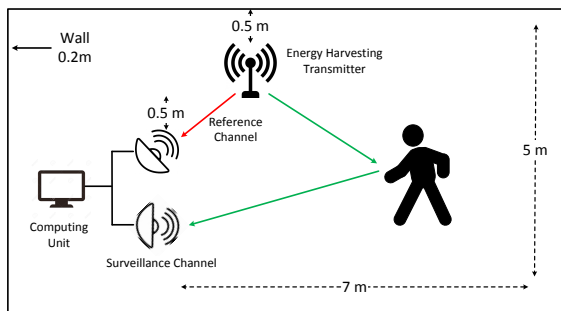 0.5 m
Wall
0.2m
Energy Harvesting
Transmitter
0.5 m
Reference
Channel
5 m
Computing
Unit
Surveillance Channel
7 m